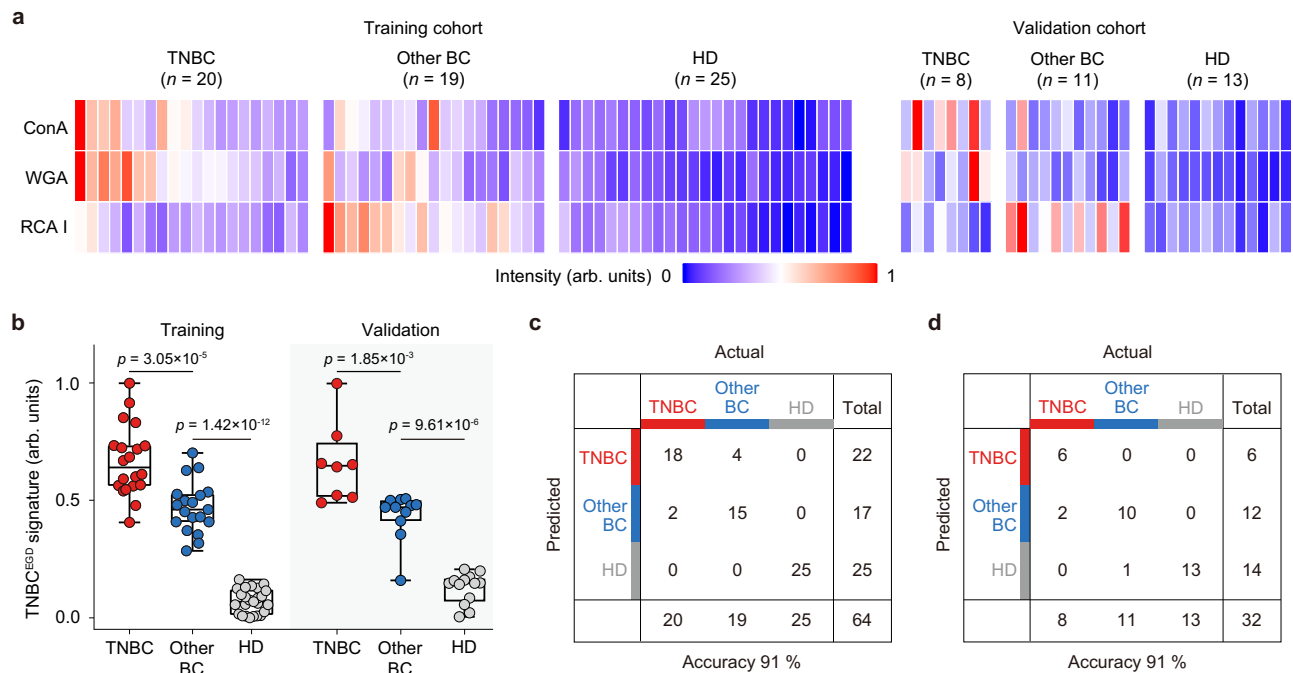 a
Training cohort
Validation cohort
TNBC
(n = 20)
Other BC
(n = 19)
HD
(n = 25)
TNBC
(n = 8)
Other BC
(n = 11)
HD
(n = 13)
ConA
WGA
RCA I
Intensity (arb. units) 0 1
b
Training
Validation
p = 3.05×10⁻⁵
p = 1.42×10⁻¹²
p = 1.85×10⁻³
p = 9.61×10⁻⁶
TNBCᴱᴳᴰ signature (arb. units)
1.0
0.5
0.0
TNBC
Other
BC
HD
TNBC
Other
BC
HD
c
Actual
Predicted
TNBC
Other
BC
HD
Total
TNBC 18 4 0 22
Other
BC
2 15 0 17
HD 0 0 25 25
20 19 25 64
Accuracy 91 %
d
Actual
Predicted
TNBC
Other
BC
HD
Total
TNBC 6 0 0 6
Other
BC
2 10 0 12
HD 0 1 13 14
8 11 13 32
Accuracy 91 %